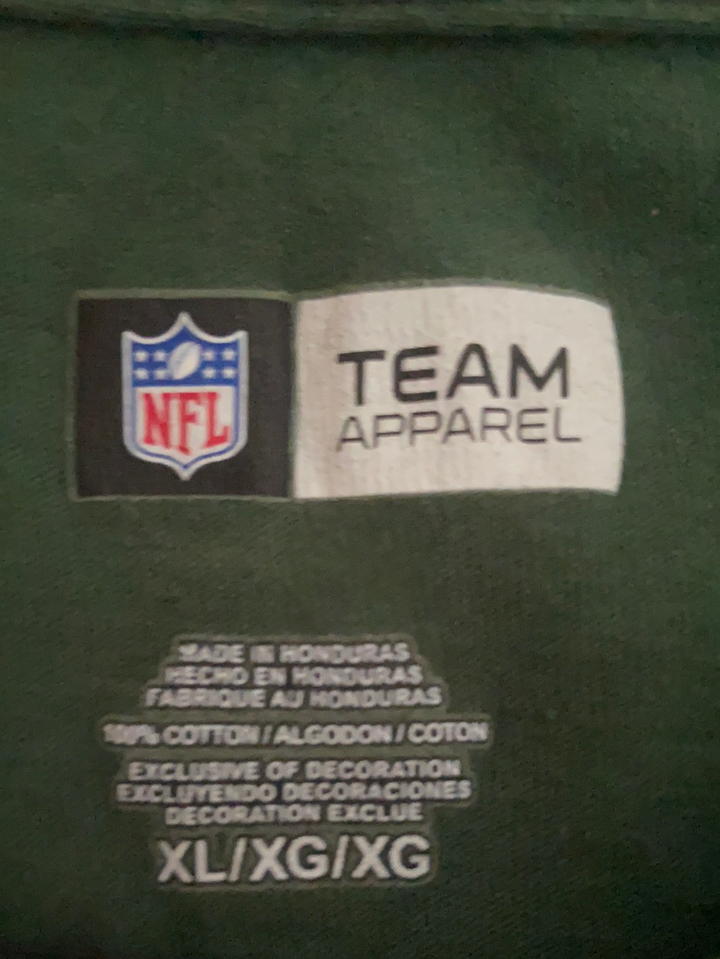 NFL
TEAM
APPAREL
MADE IN HONDURAS
HECHO EN HONDURAS
FABRIQUE AU HONDURAS
100% COTTON / ALGODON / COTON
EXCLUSIVE OF DECORATION
EXCLUYENDO DECORACIONES
DECORATION EXCLUE
XL/XG/XG